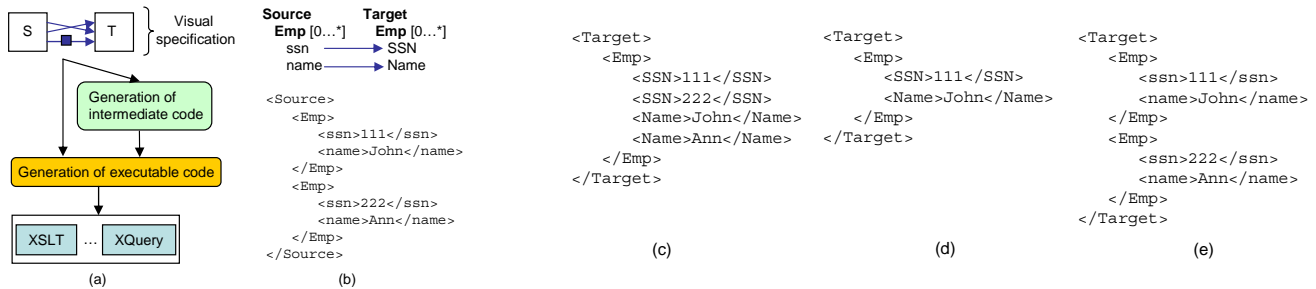 S
T
Visual
specification
Generation of
intermediate code
Generation of executable code
XSLT
...
XQuery
(a)
Source Target
Emp [0…*] Emp [0…*]
ssn SSN
name Name
<Source>
<Emp>
<ssn>111</ssn>
<name>John</name>
</Emp>
<Emp>
<ssn>222</ssn>
<name>Ann</name>
</Emp>
</Source>
(b)
<Target>
<Emp>
<SSN>111</SSN>
<SSN>222</SSN>
<Name>John</Name>
<Name>Ann</Name>
</Emp>
</Target>
(c)
<Target>
<Emp>
<SSN>111</SSN>
<Name>John</Name>
</Emp>
</Target>
(d)
<Target>
<Emp>
<ssn>111</ssn>
<name>John</name>
</Emp>
<Emp>
<ssn>222</ssn>
<name>Ann</name>
</Emp>
</Target>
(e)